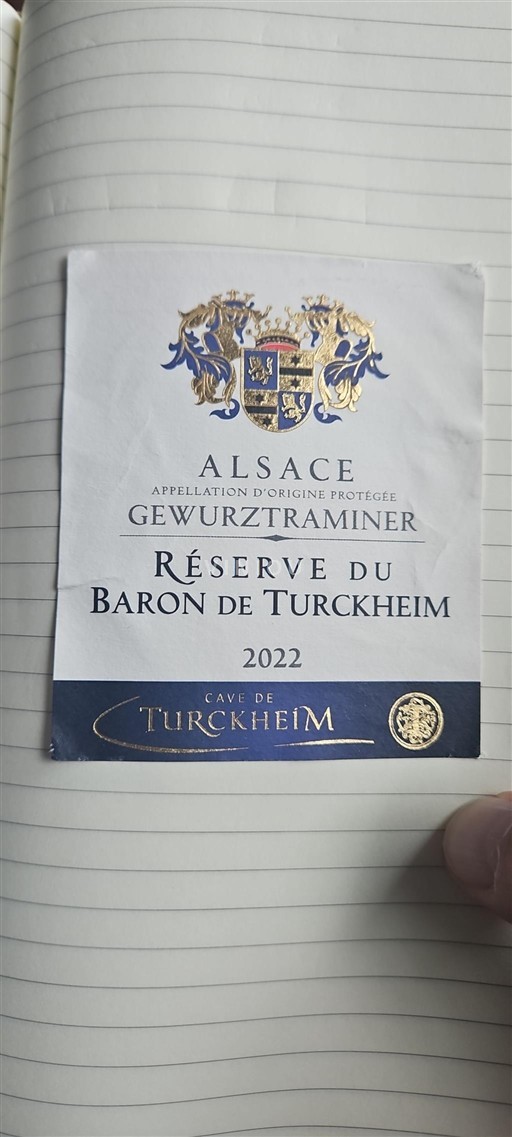 ALSACE
APPELLATION D'ORIGINE PROTÉGÉE
GEWURZTRAMINER
RÉSERVE DU
BARON DE TURCKHEIM
2022
CAVE DE
TURCKHEIM